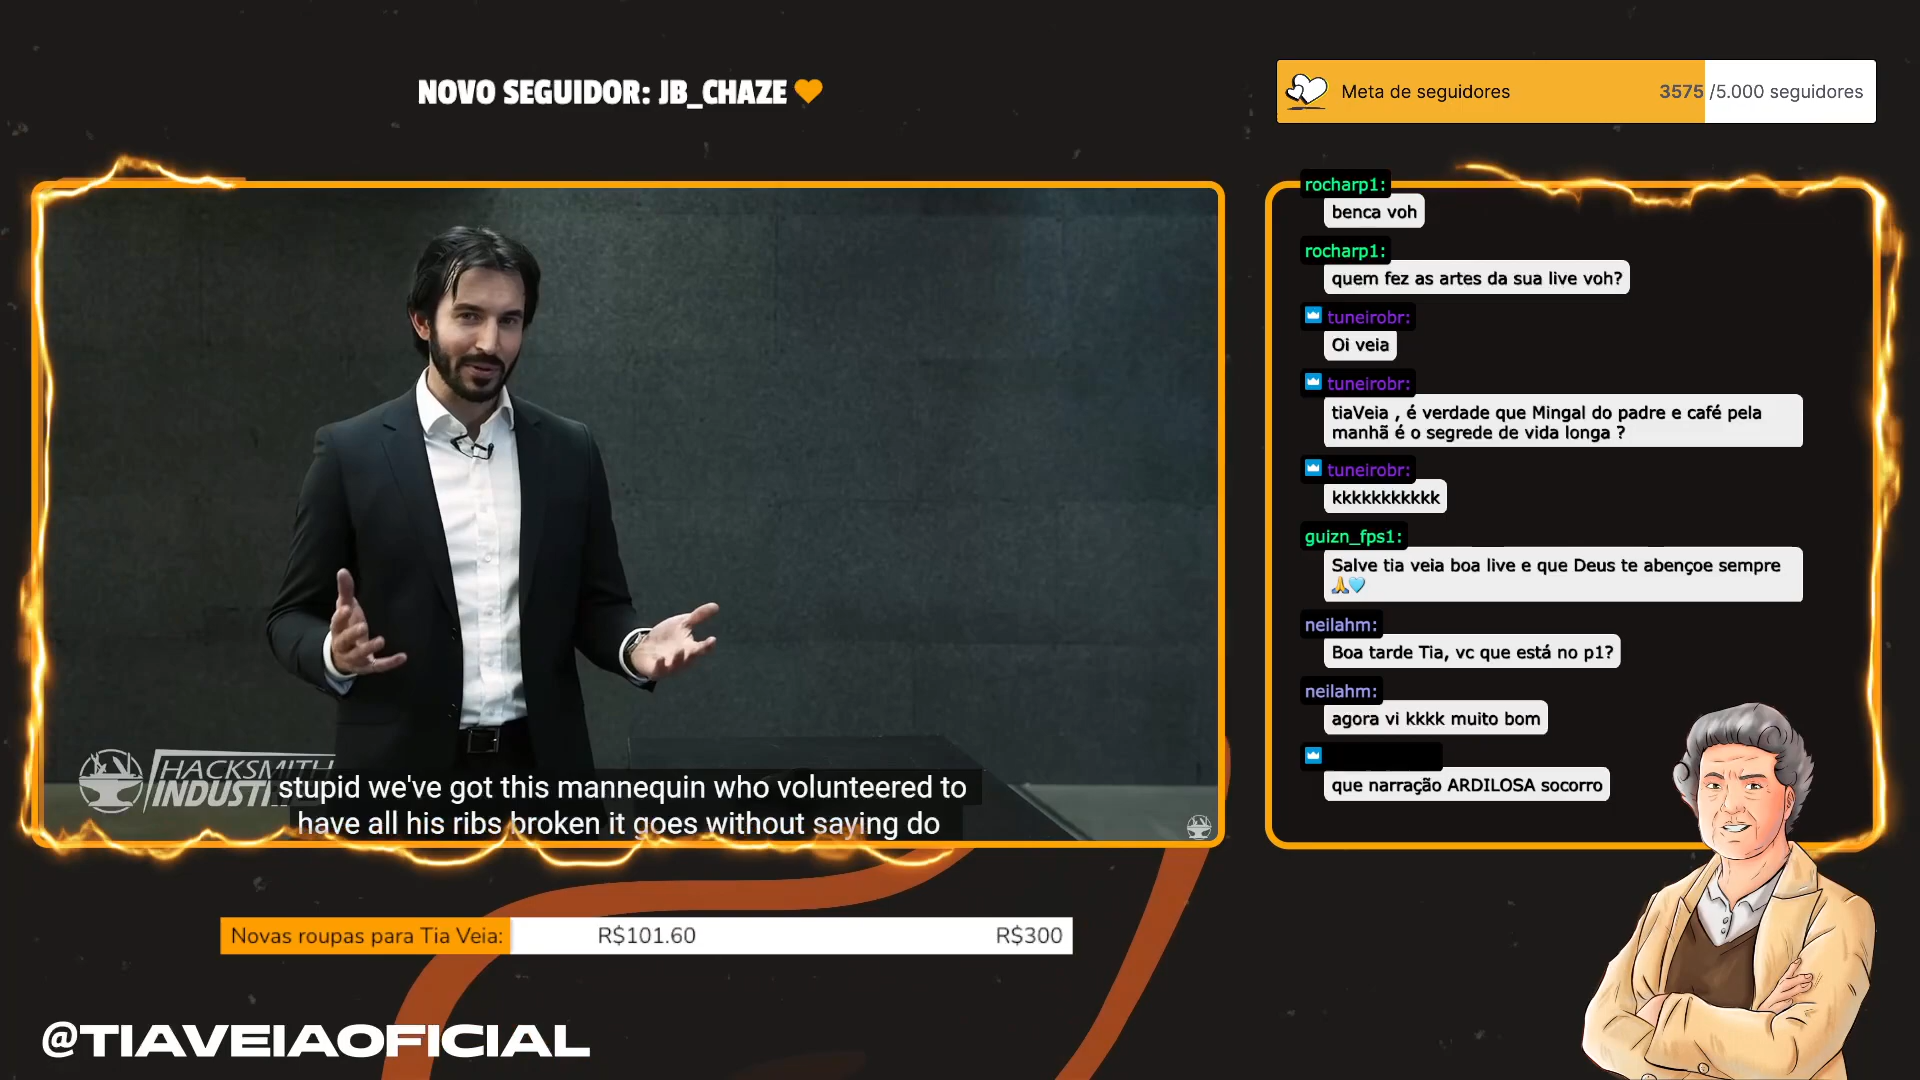 NOVO SEGUIDOR: JB_CHAZE 🧡
Meta de seguidores 3575 /5.000 seguidores
HACKSMITH
stupid we've got this mannequin who volunteered to
have all his ribs broken it goes without saying do
rocharp1:
benca voh
rocharp1:
quem fez as artes da sua live voh?
tuneirobr:
Oi veia
tuneirobr:
tiaVeia , é verdade que Mingal do padre e café pela
manhã é o segrede de vida longa ?
tuneirobr:
kkkkkkkkkkk
guizn_fps1:
Salve tia veia boa live e que Deus te abençoe sempre
🙏🩵
neilahm:
Boa tarde Tia, vc que está no p1?
neilahm:
agora vi kkkk muito bom
que narração ARDILOSA socorro
Novas roupas para Tia Veia: R$101.60 R$300
@TIAVEIAOFICIAL